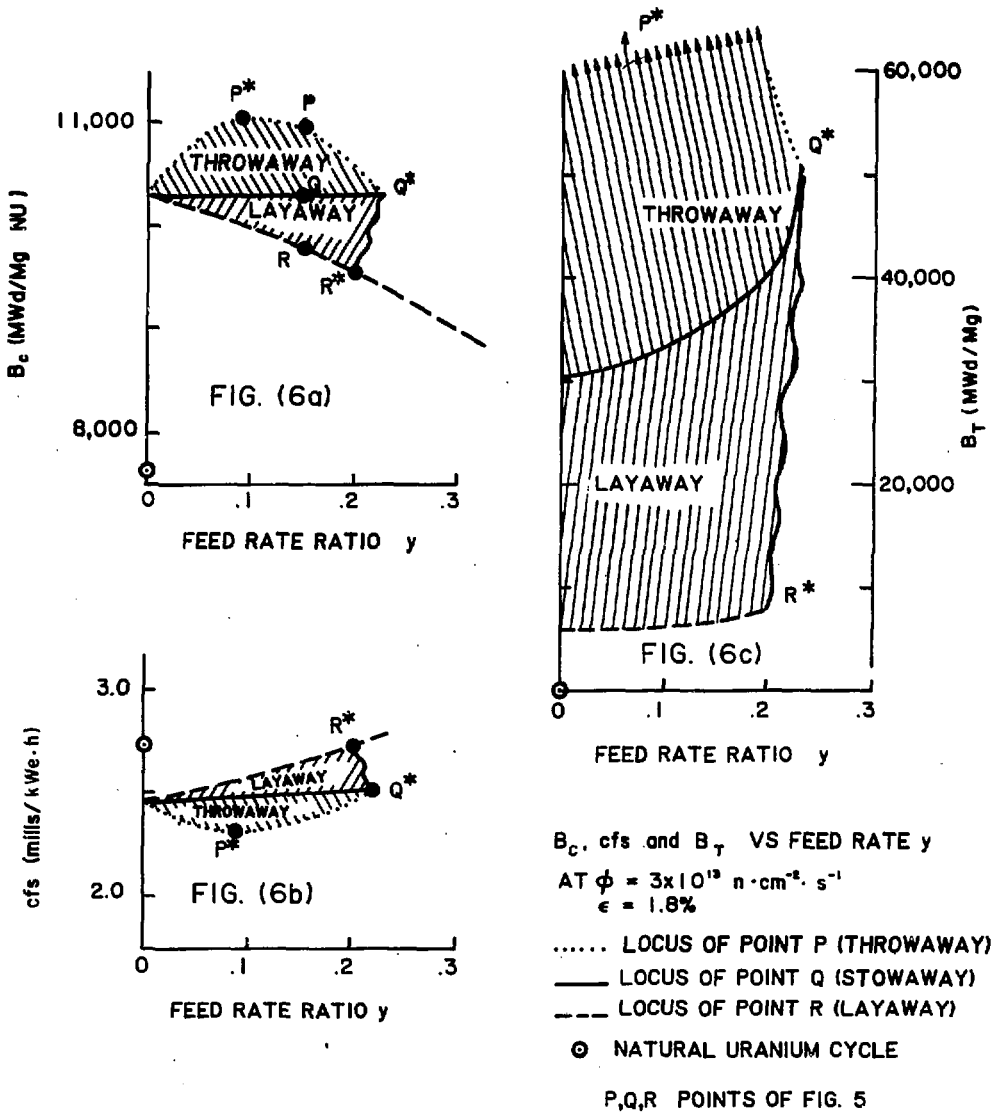 P*
P
11,000
THROWAWAY
Q
Q*
LAYAWAY
R
R*
B_c (MWd/Mg NU)
FIG. (6a)
8,000
0
.1
.2
.3
FEED RATE RATIO y
3.0
R*
LAYAWAY
THROWAWAY
Q*
P*
cfs (mills/kWe·h)
2.0
FIG. (6b)
0
.1
.2
.3
FEED RATE RATIO y
P*
60,000
Q*
THROWAWAY
40,000
B_T (MWd/Mg)
LAYAWAY
20,000
R*
FIG. (6c)
0
.1
.2
.3
FEED RATE RATIO y
B_c, cfs and B_T VS FEED RATE y
AT ϕ = 3x10¹³ n·cm⁻²·s⁻¹
ϵ = 1.8%
...... LOCUS OF POINT P (THROWAWAY)
—— LOCUS OF POINT Q (STOWAWAY)
--- LOCUS OF POINT R (LAYAWAY)
⊙ NATURAL URANIUM CYCLE
P,Q,R POINTS OF FIG. 5